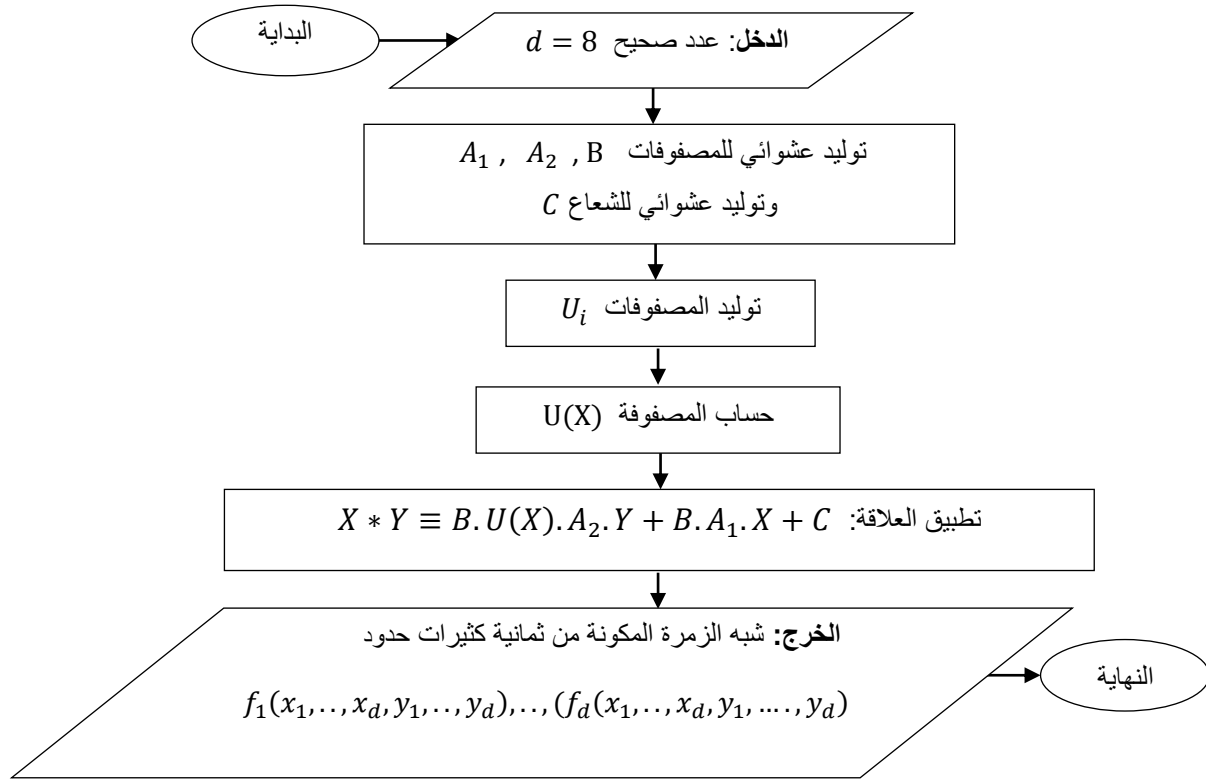 البداية
الدخل: عدد صحيح d = 8
توليد عشوائي للمصفوفات A₁ , A₂ , B
وتوليد عشوائي للشعاع C
توليد المصفوفات Uᵢ
حساب المصفوفة U(X)
تطبيق العلاقة: X * Y ≡ B. U(X). A₂. Y + B. A₁. X + C
الخرج: شبه الزمرة المكونة من ثمانية كثيرات حدود
f₁(x₁, . . , x_d, y₁, . . , y_d), . . , (f_d(x₁, . . , x_d, y₁, … . , y_d)
النهاية